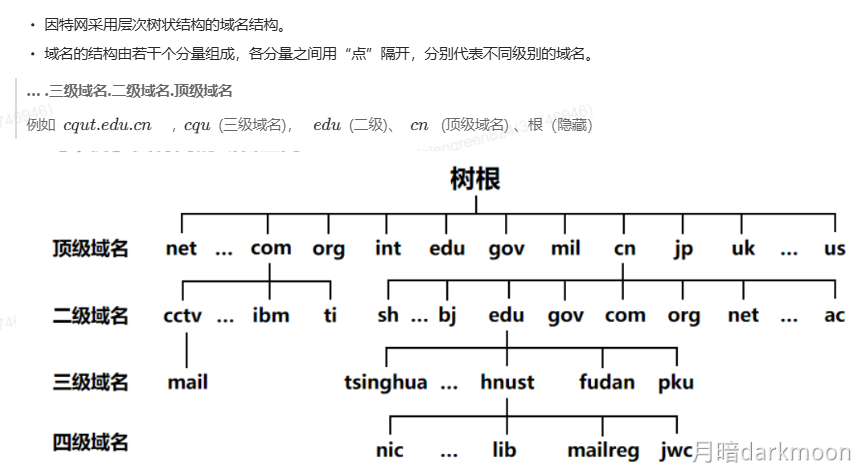 • 因特网采用层次树状结构的域名结构。
• 域名的结构由若干个分量组成，各分量之间用“点”隔开，分别代表不同级别的域名。
... .三级域名.二级域名.顶级域名
例如 cqut.edu.cn ，cqu (三级域名)， edu (二级)、 cn (顶级域名) 、根（隐藏）
树根
顶级域名 net ... com org int edu gov mil cn jp uk ... us
二级域名 cctv ... ibm ti sh ... bj edu gov com org net ... ac
三级域名 mail tsinghua ... hnust fudan pku
四级域名 nic ... lib mailreg jwc
月暗darkmoon